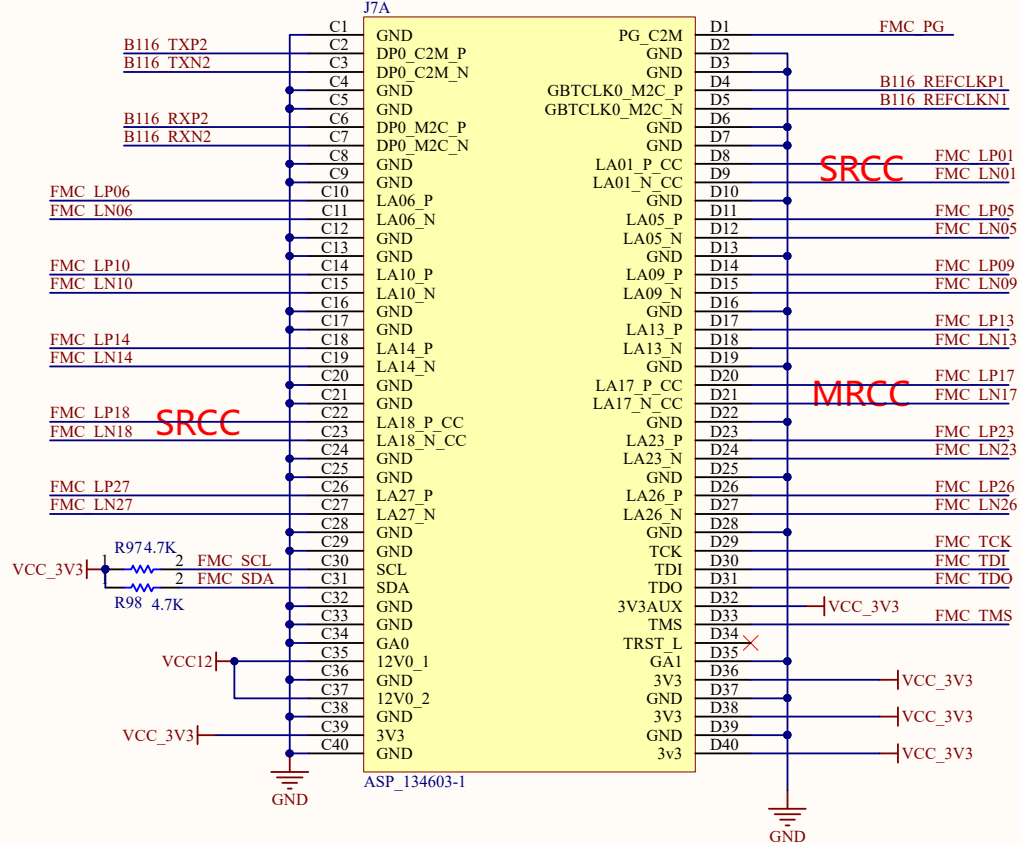 J7A
C1 GND PG_C2M D1 FMC_PG
B116_TXP2 C2 DP0_C2M_P GND D2
B116_TXN2 C3 DP0_C2M_N GND D3
C4 GND GBTCLK0_M2C_P D4 B116_REFCLKP1
C5 GND GBTCLK0_M2C_N D5 B116_REFCLKN1
B116_RXP2 C6 DP0_M2C_P GND D6
B116_RXN2 C7 DP0_M2C_N GND D7
C8 GND LA01_P_CC D8 FMC_LP01
SRCC
C9 GND LA01_N_CC D9 FMC_LN01
FMC_LP06 C10 LA06_P GND D10
FMC_LN06 C11 LA06_N LA05_P D11 FMC_LP05
C12 GND LA05_N D12 FMC_LN05
C13 GND GND D13
FMC_LP10 C14 LA10_P LA09_P D14 FMC_LP09
FMC_LN10 C15 LA10_N LA09_N D15 FMC_LN09
C16 GND GND D16
C17 GND LA13_P D17 FMC_LP13
FMC_LP14 C18 LA14_P LA13_N D18 FMC_LN13
FMC_LN14 C19 LA14_N GND D19
C20 GND LA17_P_CC D20 FMC_LP17
MRCC
C21 GND LA17_N_CC D21 FMC_LN17
FMC_LP18 C22 LA18_P_CC GND D22
SRCC
FMC_LN18 C23 LA18_N_CC LA23_P D23 FMC_LP23
C24 GND LA23_N D24 FMC_LN23
C25 GND GND D25
FMC_LP27 C26 LA27_P LA26_P D26 FMC_LP26
FMC_LN27 C27 LA27_N LA26_N D27 FMC_LN26
C28 GND GND D28
R97 4.7K C29 GND TCK D29 FMC_TCK
VCC_3V3 1 2 FMC_SCL C30 SCL TDI D30 FMC_TDI
1 2 FMC_SDA C31 SDA TDO D31 FMC_TDO
R98 4.7K C32 GND 3V3AUX D32 VCC_3V3
C33 GND TMS D33 FMC_TMS
C34 GA0 TRST_L D34
VCC12 C35 12V0_1 GA1 D35
C36 GND 3V3 D36 VCC_3V3
C37 12V0_2 GND D37
C38 GND 3V3 D38 VCC_3V3
VCC_3V3 C39 3V3 GND D39
C40 GND 3v3 D40 VCC_3V3
ASP_134603-1
GND
GND